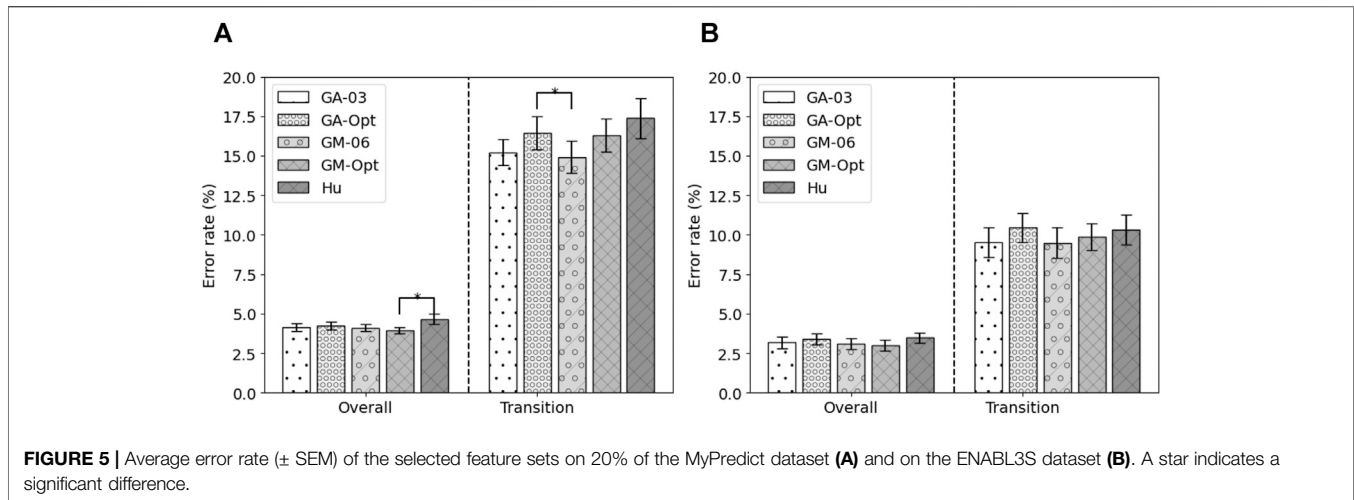 A
B
20.0
17.5
15.0
12.5
10.0
7.5
5.0
2.5
0.0
Error rate (%)
GA-03
GA-Opt
GM-06
GM-Opt
Hu
*
*
Overall
Transition
20.0
17.5
15.0
12.5
10.0
7.5
5.0
2.5
0.0
Error rate (%)
GA-03
GA-Opt
GM-06
GM-Opt
Hu
Overall
Transition
FIGURE 5 | Average error rate (± SEM) of the selected feature sets on 20% of the MyPredict dataset (A) and on the ENABL3S dataset (B). A star indicates a
significant difference.